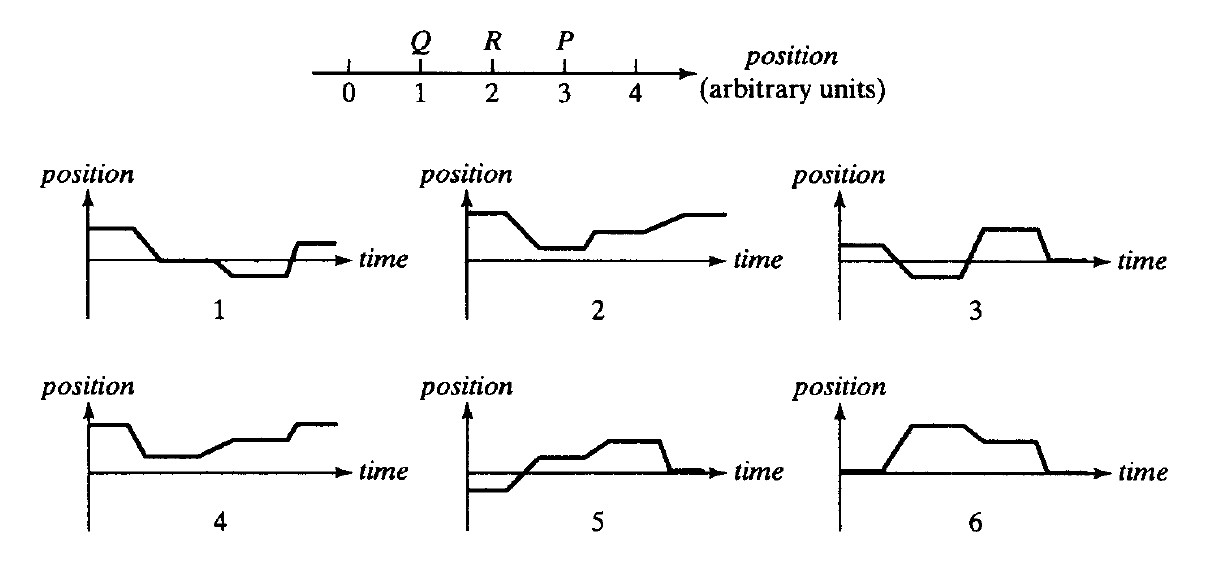 Q R P
position
0 1 2 3 4 (arbitrary units)
position position position
time time time
1 2 3
position position position
time time time
4 5 6